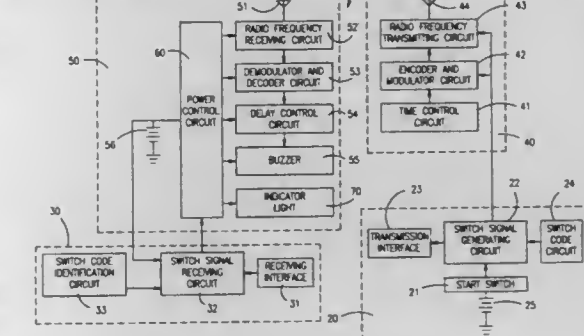 51
44
43
RADIO FREQUENCY
RECEIVING CIRCUIT
52
RADIO FREQUENCY
TRANSMITTING CIRCUIT
60
50
DEMODULATOR AND
DECODER CIRCUIT
53
ENCODER AND
MODULATOR CIRCUIT
42
POWER
CONTROL
CIRCUIT
DELAY CONTROL
CIRCUIT
54
TIME CONTROL
CIRCUIT
41
56
BUZZER
55
40
INDICATOR
LIGHT
70
23
22
24
30
TRANSMISSION
INTERFACE
SWITCH SIGNAL
GENERATING
CIRCUIT
SWITCH
CODE
CIRCUIT
SWITCH CODE
IDENTIFICATION
CIRCUIT
SWITCH SIGNAL
RECEIVING
CIRCUIT
RECEIVING
INTERFACE
21
START SWITCH
33
32
31
20
25